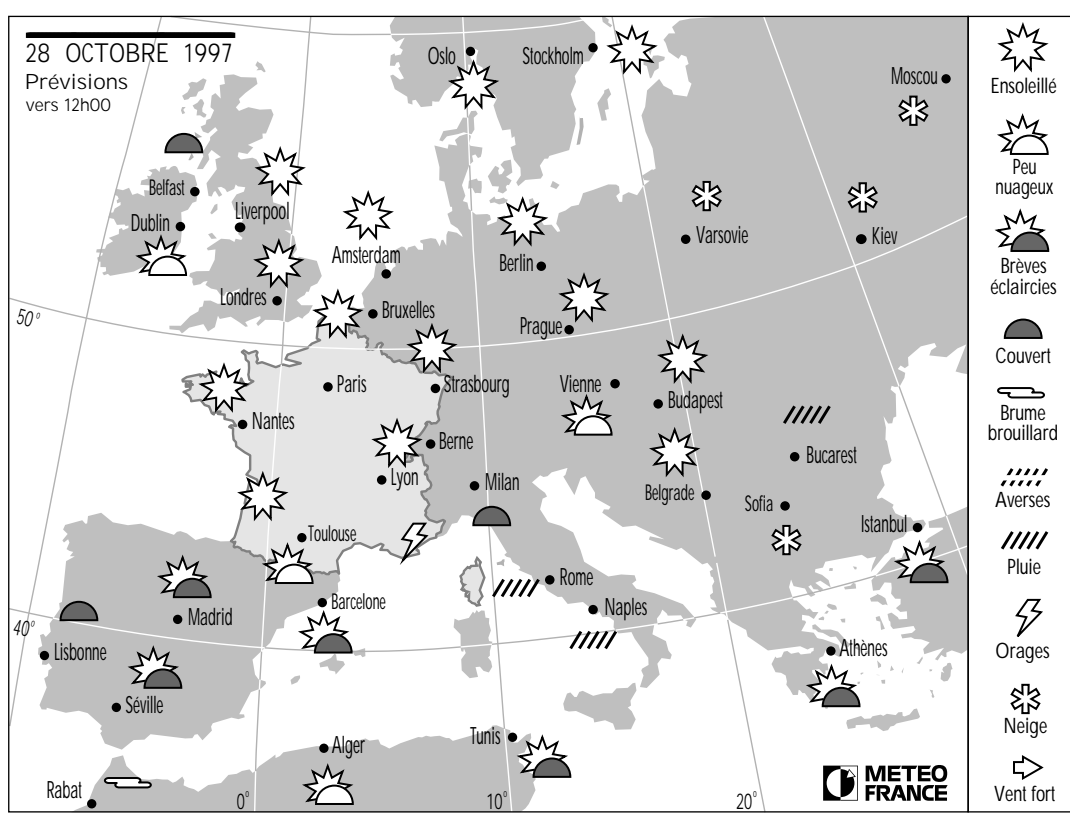 28 OCTOBRE 1997
Prévisions
vers 12h00
Oslo
Stockholm
Moscou
Belfast
Dublin
Liverpool
Amsterdam
Londres
Bruxelles
Berlin
Varsovie
Kiev
50°
Prague
Paris
Strasbourg
Vienne
Budapest
Nantes
Berne
Lyon
Milan
Bucarest
Belgrade
Sofia
Istanbul
Toulouse
Rome
Naples
Barcelone
Madrid
40°
Lisbonne
Séville
Athènes
Alger
Tunis
Rabat
0°
10°
20°
METEO
FRANCE
Ensoleillé
Peu
nuageux
Brèves
éclaircies
Couvert
Brume
brouillard
Averses
Pluie
Orages
Neige
Vent fort